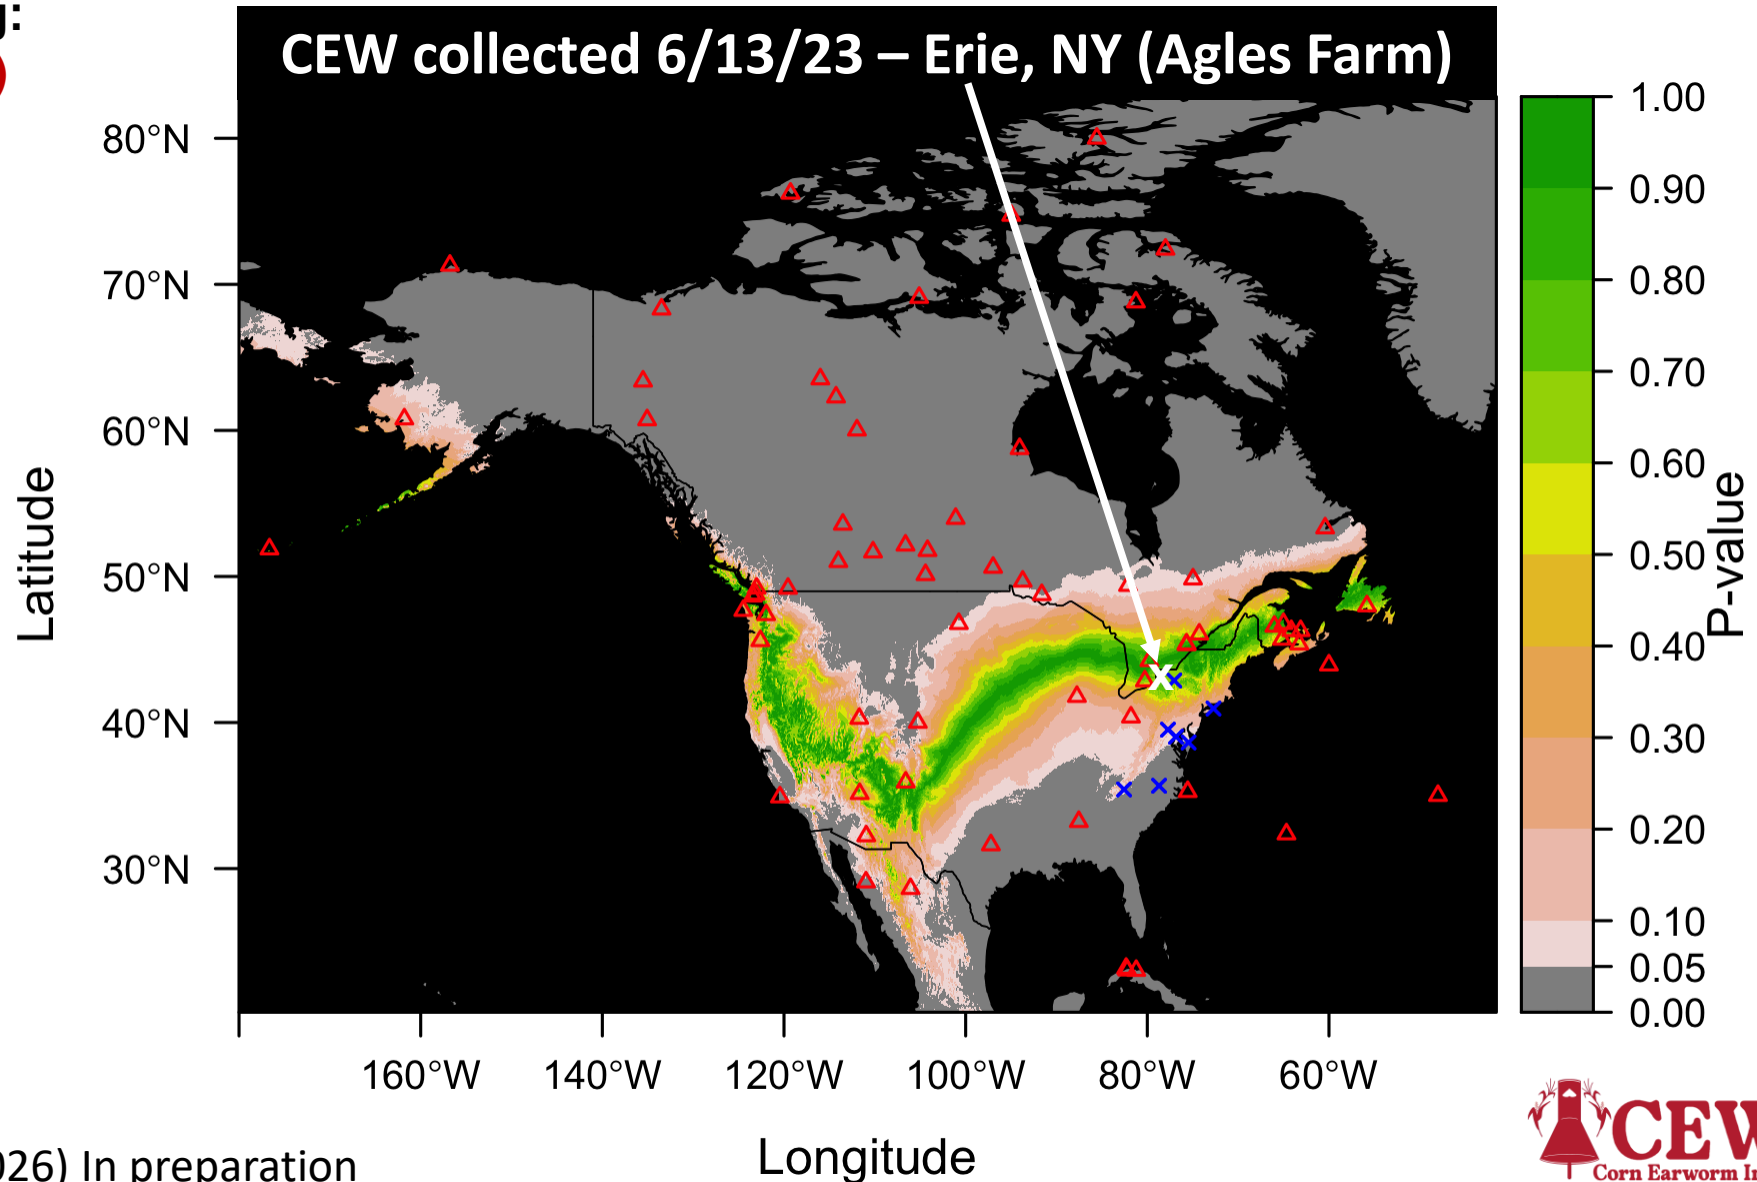 g:
CEW collected 6/13/23 – Erie, NY (Agles Farm)
80°N
70°N
60°N
50°N
40°N
30°N
Latitude
X
160°W 140°W 120°W 100°W 80°W 60°W
Longitude
1.00
0.90
0.80
0.70
0.60
0.50
0.40
0.30
0.20
0.10
0.05
0.00
P-value
026) In preparation
CEW
Corn Earworm In